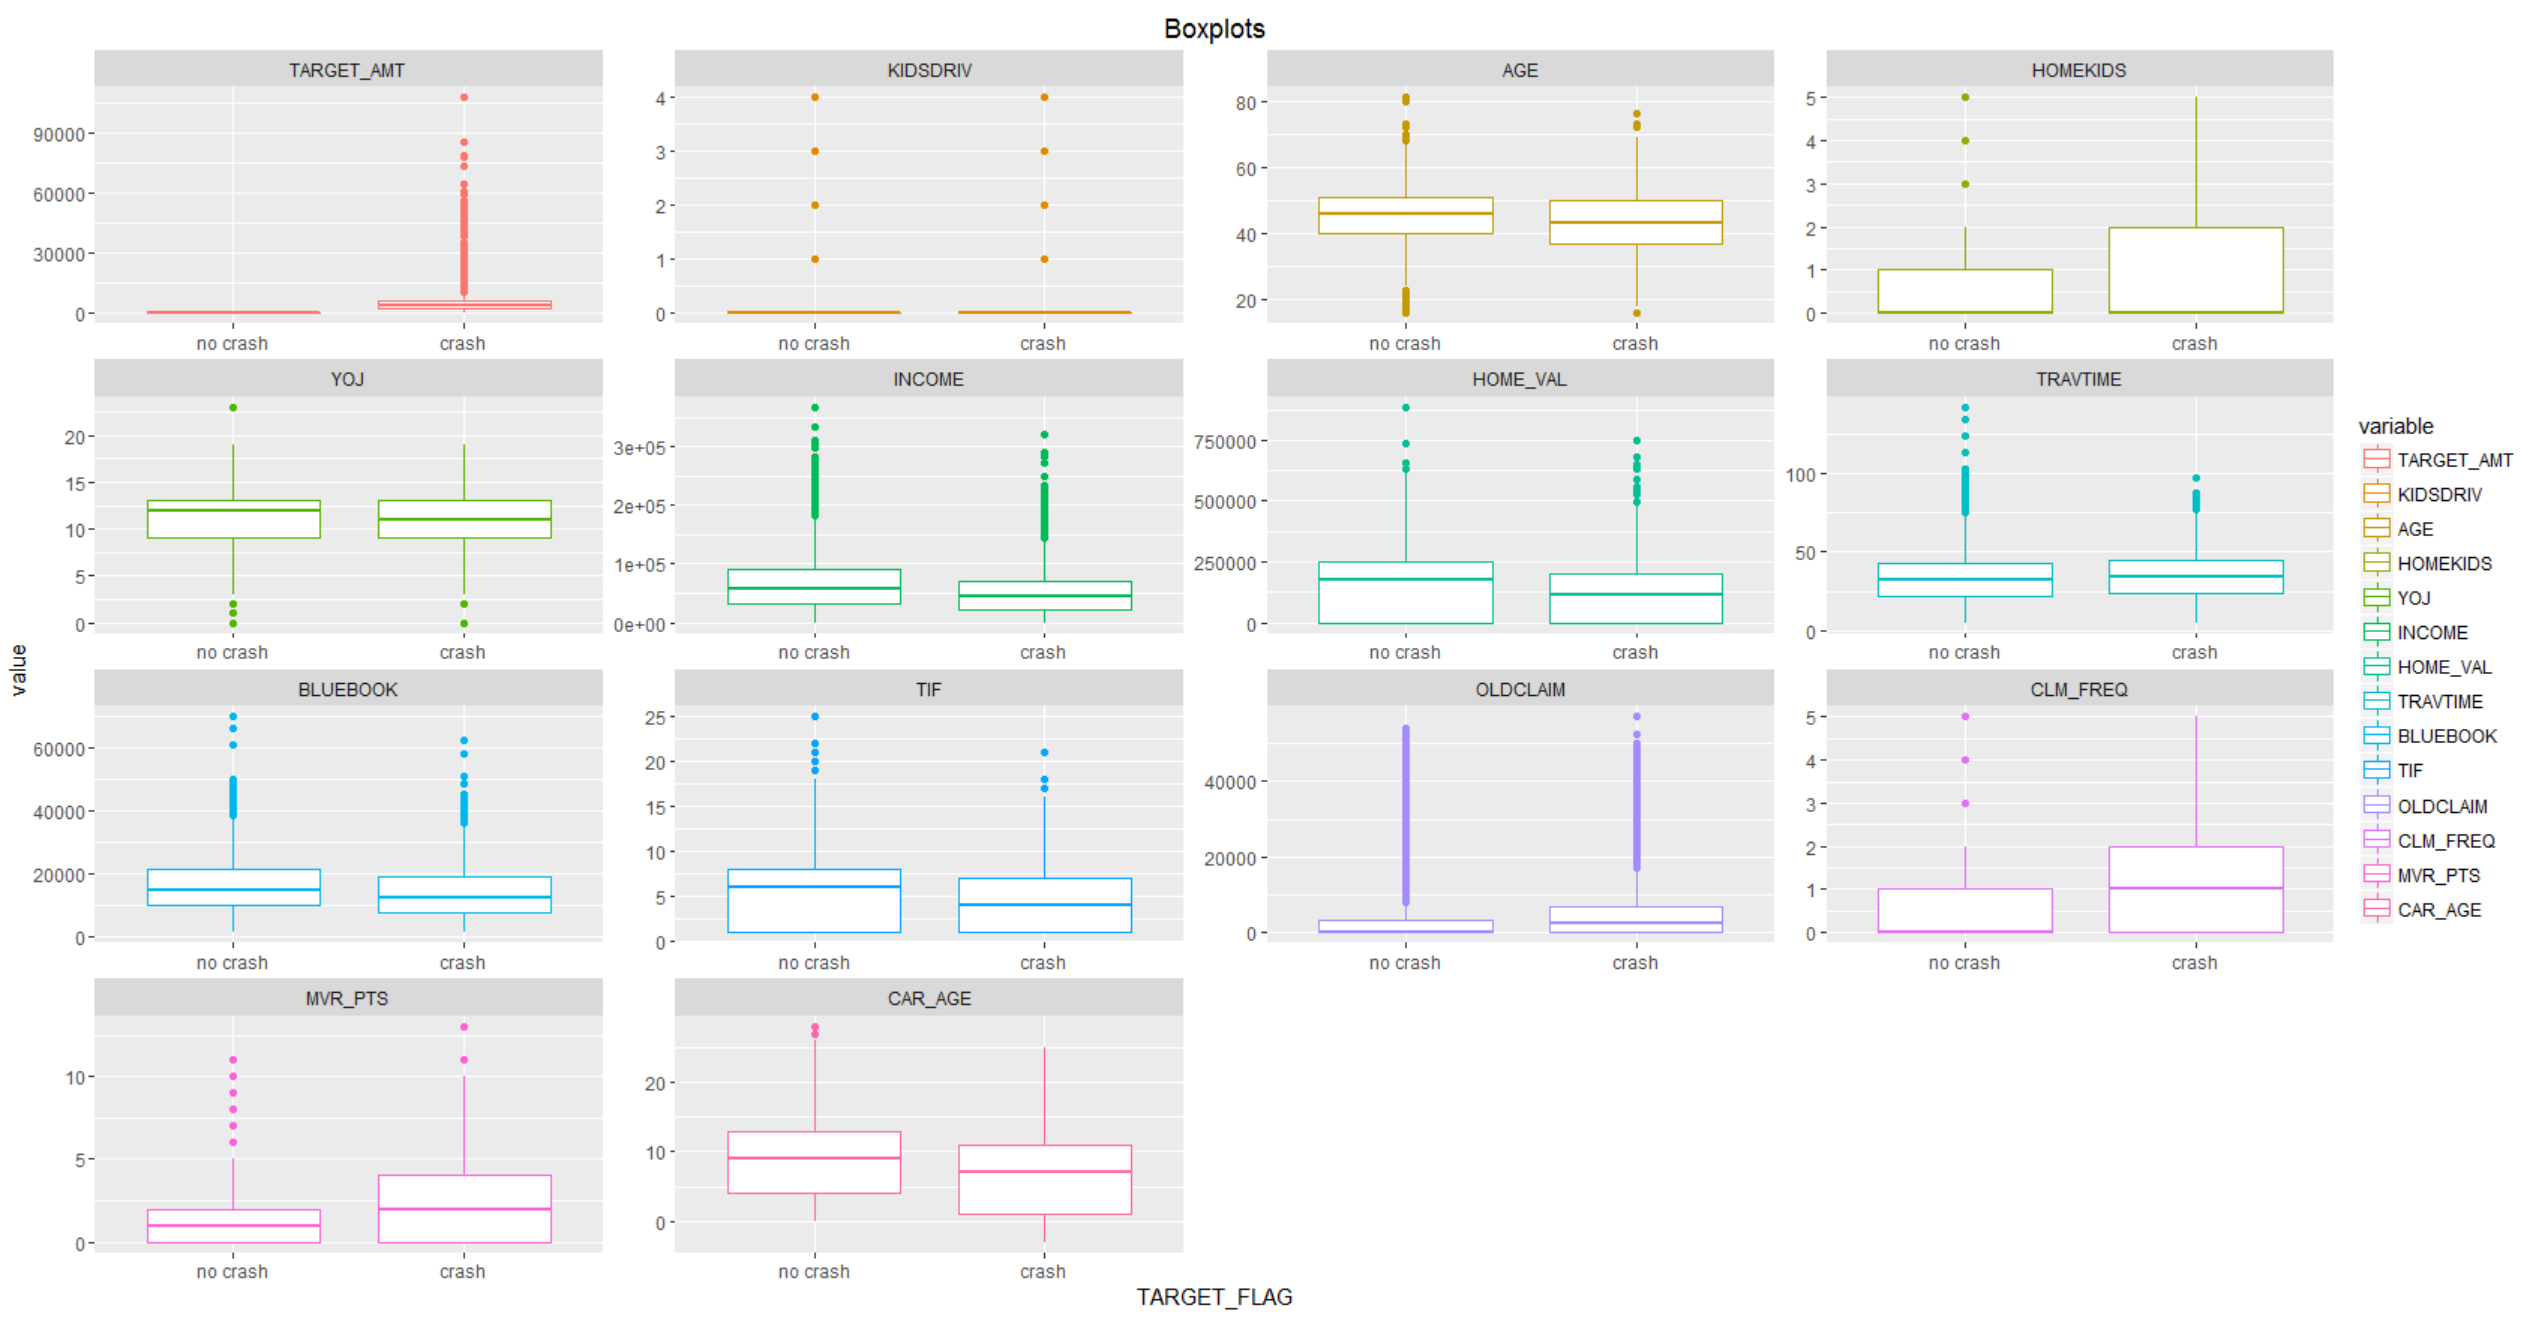 Boxplots
TARGET_AMT KIDSDRIV AGE HOMEKIDS
90000
60000
30000
0
4
3
2
1
0
80
60
40
20
5
4
3
2
1
0
no crash crash no crash crash no crash crash no crash crash
YOJ INCOME HOME_VAL TRAVTIME
20
15
10
5
0
3e+05
2e+05
1e+05
0e+00
750000
500000
250000
0
100
50
0
no crash crash no crash crash no crash crash no crash crash
BLUEBOOK TIF OLDCLAIM CLM_FREQ
60000
40000
20000
0
25
20
15
10
5
0
40000
20000
0
5
4
3
2
1
0
no crash crash no crash crash no crash crash no crash crash
MVR_PTS CAR_AGE
10
5
0
20
10
0
no crash crash no crash crash
value
TARGET_FLAG
variable
TARGET_AMT
KIDSDRIV
AGE
HOMEKIDS
YOJ
INCOME
HOME_VAL
TRAVTIME
BLUEBOOK
TIF
OLDCLAIM
CLM_FREQ
MVR_PTS
CAR_AGE